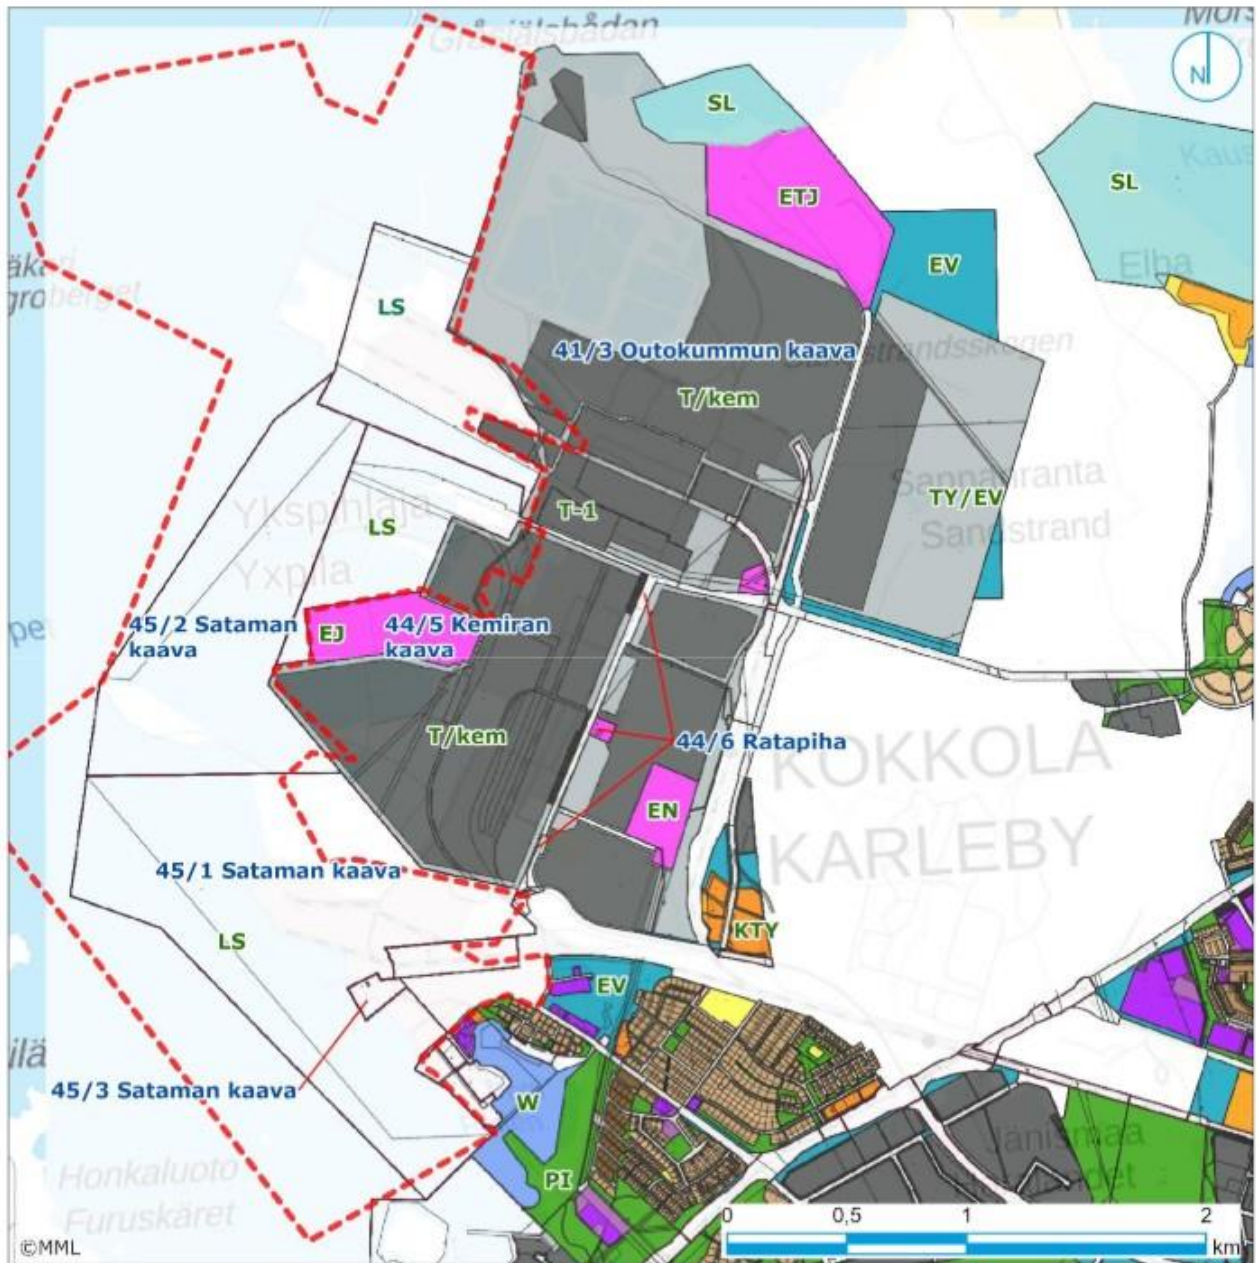 Gråsjälsbådan
N
SL
ETJ
SL
EV
Elba
LS
41/3 Outokummun kaava
T/kem
TY/EV
Sandstrand
T-1
Ykspihlaja
Yxpila
LS
45/2 Sataman
kaava
EJ
44/5 Kemiran
kaava
T/kem
44/6 Ratapiha
KOKKOLA
KARLEBY
EN
45/1 Sataman kaava
KTY
LS
EV
45/3 Sataman kaava
W
PI
Jänismaa
Honkaluoto
Furuskäret
0 0,5 1 2
km
©MML